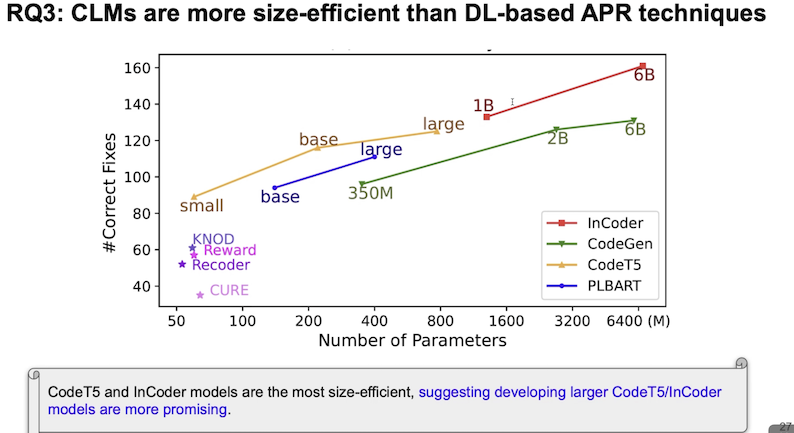 RQ3: CLMs are more size-efficient than DL-based APR techniques
160
140
120
100
80
60
40
#Correct Fixes
1B
6B
large
base
large
2B
6B
small
base
350M
KNOD
Reward
Recoder
CURE
InCoder
CodeGen
CodeT5
PLBART
50 100 200 400 800 1600 3200 6400 (M)
Number of Parameters
CodeT5 and InCoder models are the most size-efficient, suggesting developing larger CodeT5/InCoder
models are more promising.
27